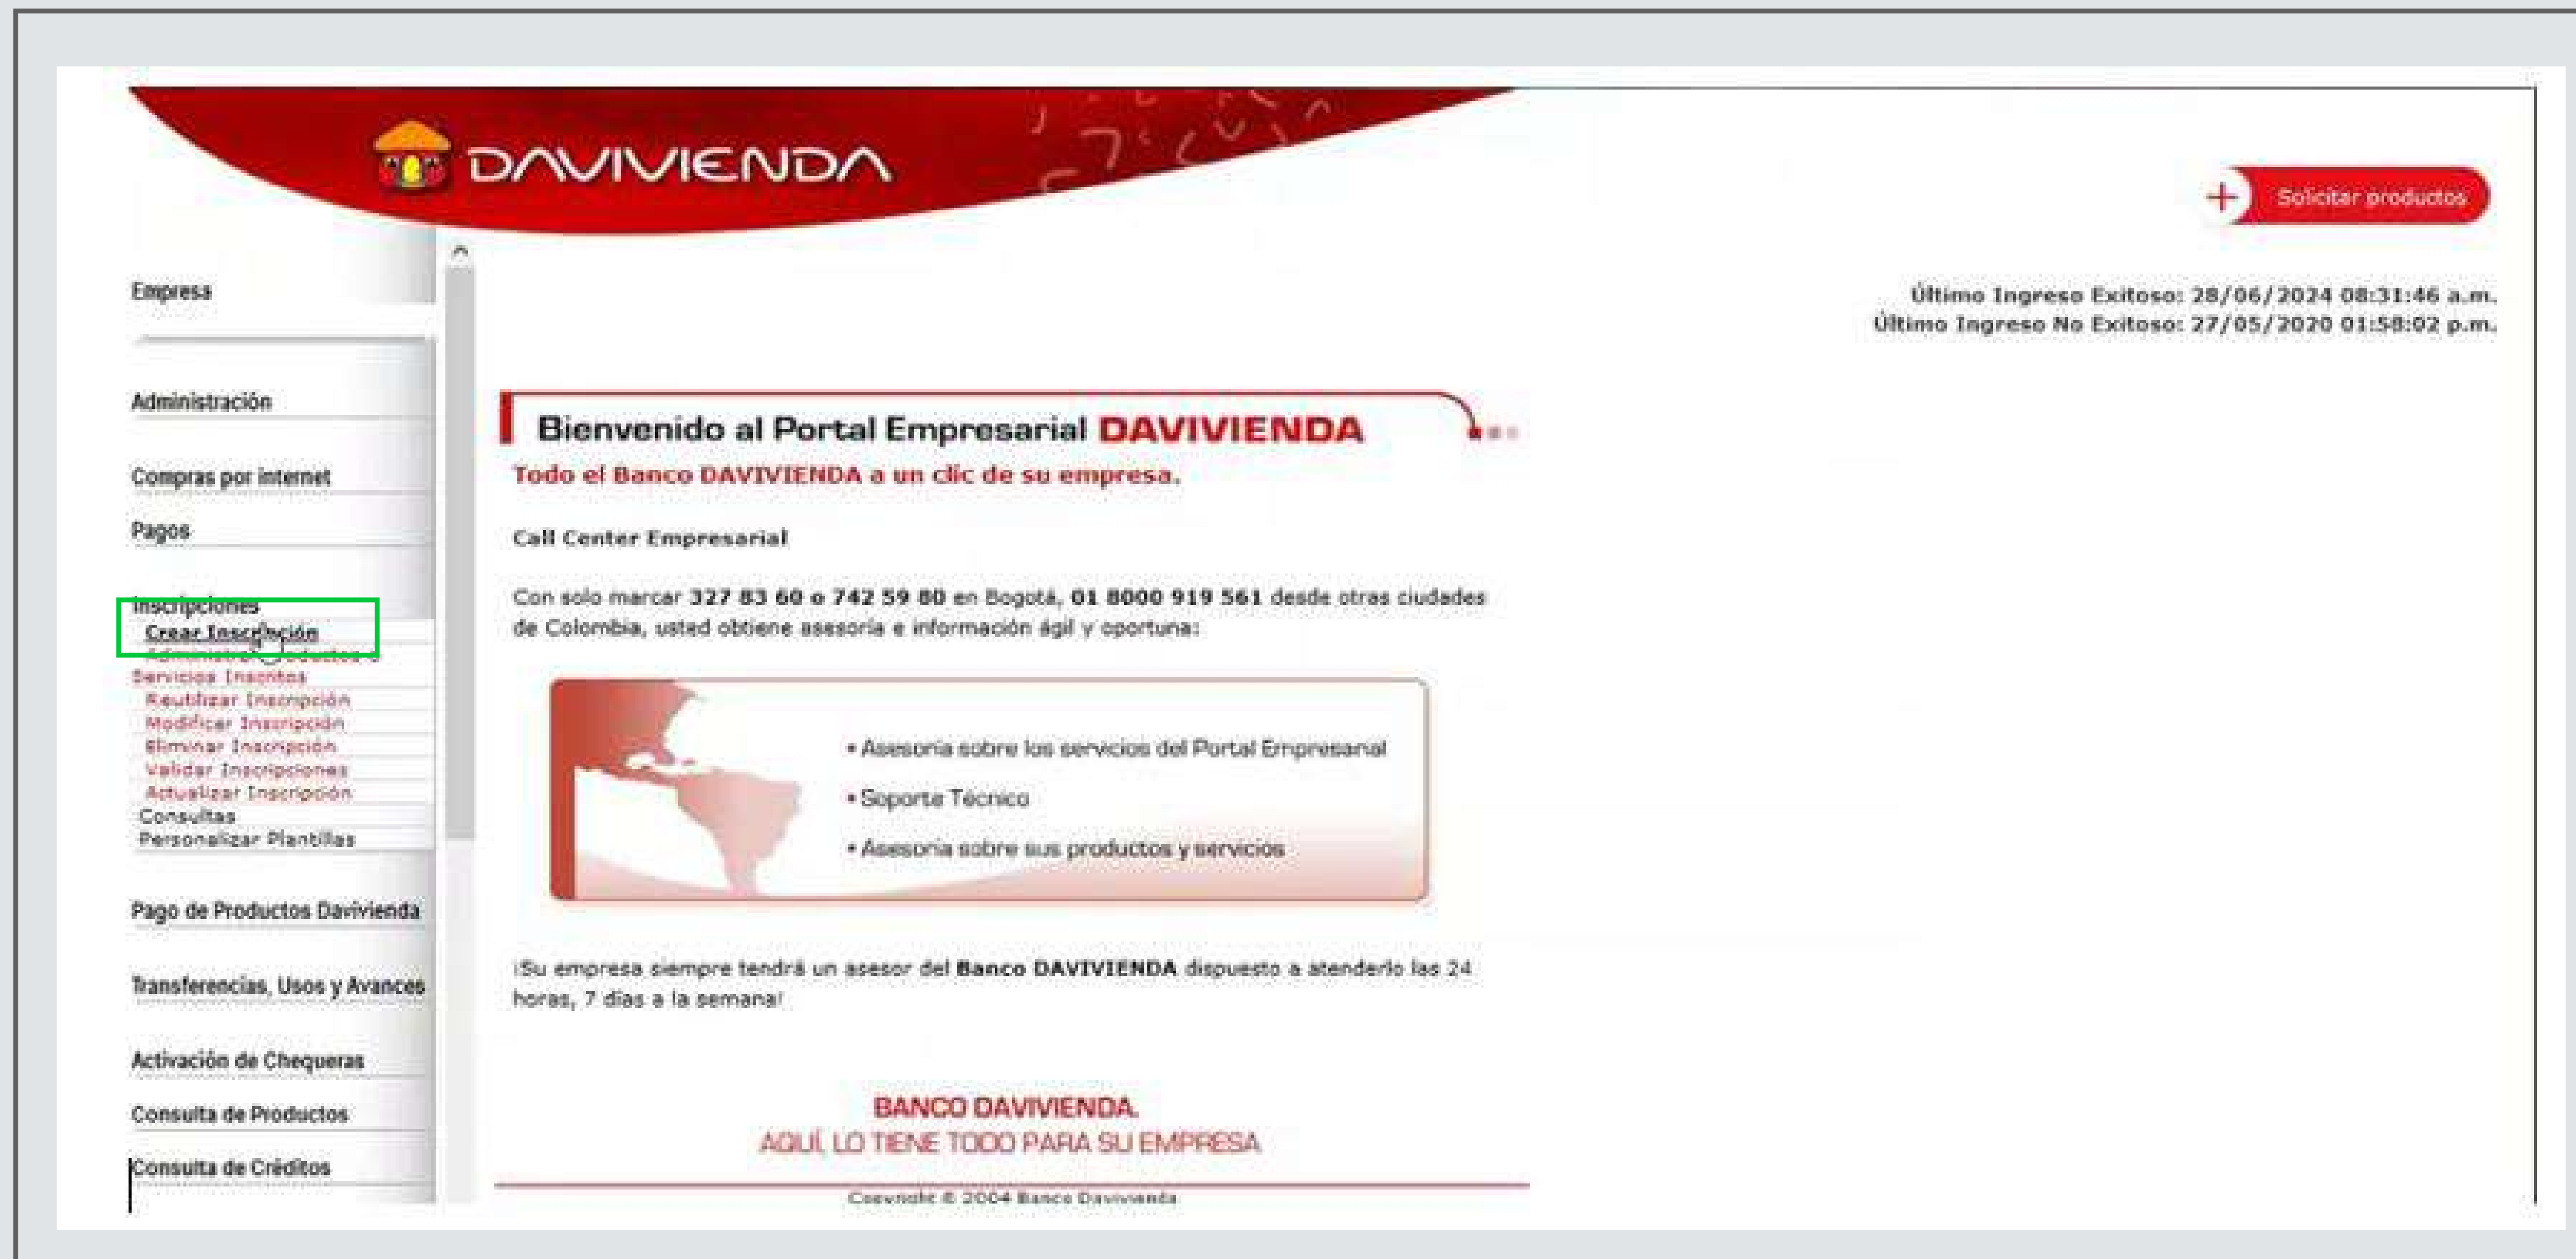 DAVIVIENDA
Solicitar productos
Último Ingreso Exitoso: 28/06/2024 08:31:46 a.m.
Último Ingreso No Exitoso: 27/05/2020 01:58:02 p.m.
Empresa
Administración
Compras por internet
Pagos
Inscripciones
Crear Inscripción
Servicios Inscritos
Reutilizar Inscripción
Modificar Inscripción
Eliminar Inscripción
Validar Inscripciones
Actualizar Inscripción
Consultas
Personalizar Plantillas
Pago de Productos Davivienda
Transferencias, Usos y Avances
Activación de Chequeras
Consulta de Productos
Consulta de Créditos
Bienvenido al Portal Empresarial DAVIVIENDA
Todo el Banco DAVIVIENDA a un clic de su empresa.
Call Center Empresarial
Con solo marcar 327 83 60 o 742 59 80 en Bogotá, 01 8000 919 561 desde otras ciudades
de Colombia, usted obtiene asesoría e información ágil y oportuna:
• Asesoría sobre los servicios del Portal Empresarial
• Soporte Técnico
• Asesoría sobre sus productos y servicios
¡Su empresa siempre tendrá un asesor del Banco DAVIVIENDA dispuesto a atenderlo las 24
horas, 7 días a la semana!
BANCO DAVIVIENDA.
AQUÍ, LO TIENE TODO PARA SU EMPRESA
Copyright © 2004 Banco Davivienda